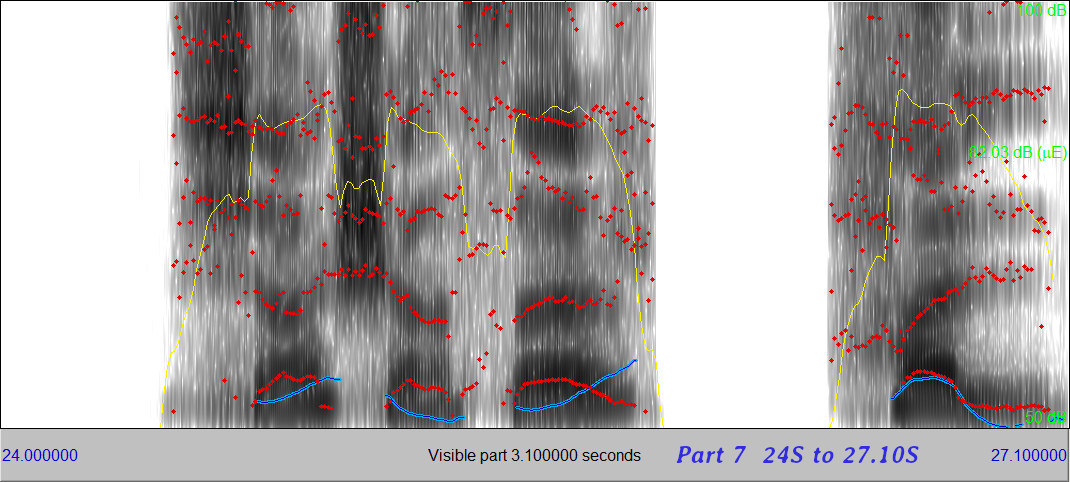 100 dB
82.03 dB (µE)
50 dB
24.000000
Visible part 3.100000 seconds
Part 7 24S to 27.10S
27.100000